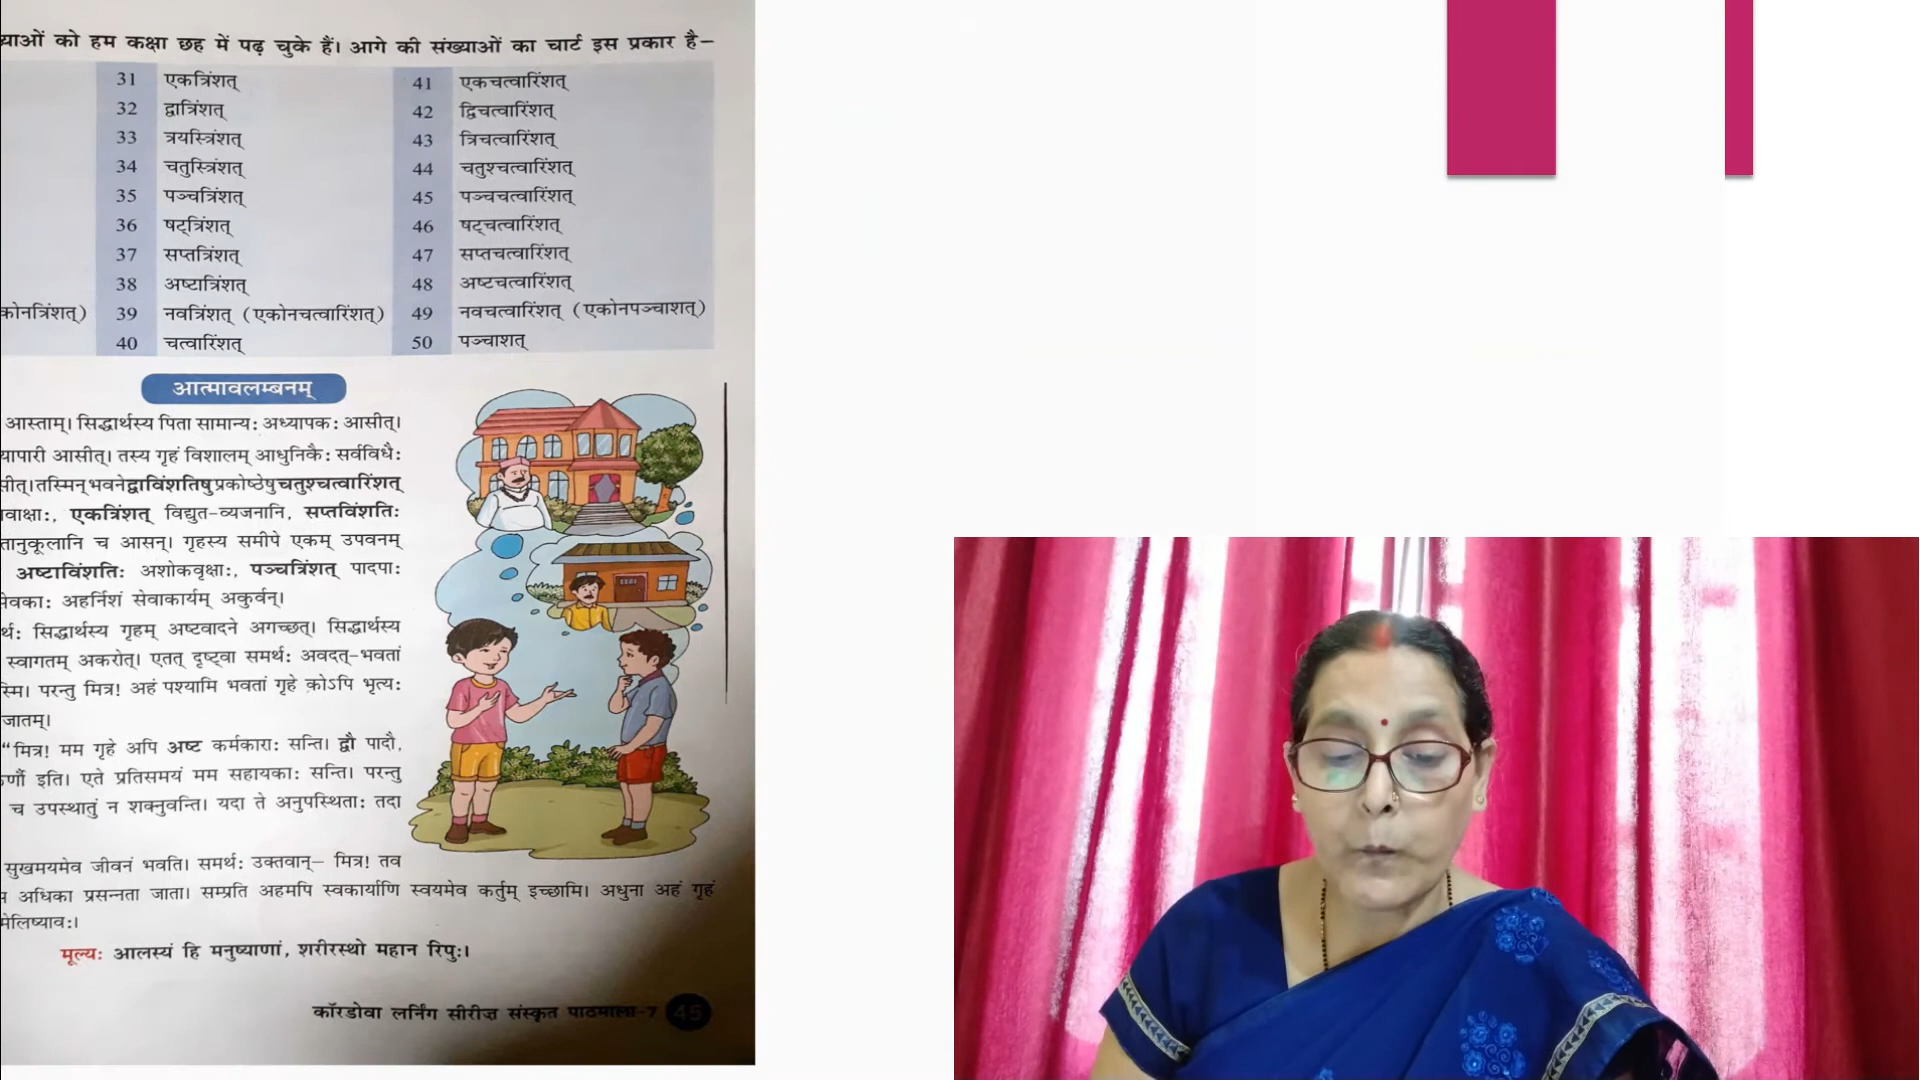 को हम कक्षा छह में पढ़ चुके हैं। आगे की संख्याओं का चार्ट इस प्रकार है–
31 एकत्रिंशत् 41 एकचत्वारिंशत्
32 द्वात्रिंशत् 42 द्विचत्वारिंशत्
33 त्रयस्त्रिंशत् 43 त्रिचत्वारिंशत्
34 चतुस्त्रिंशत् 44 चतुश्चत्वारिंशत्
35 पञ्चत्रिंशत् 45 पञ्चचत्वारिंशत्
36 षट्त्रिंशत् 46 षट्चत्वारिंशत्
37 सप्तत्रिंशत् 47 सप्तचत्वारिंशत्
38 अष्टात्रिंशत् 48 अष्टचत्वारिंशत्
39 नवत्रिंशत् (एकोनचत्वारिंशत्) 49 नवचत्वारिंशत् (एकोनपञ्चाशत्)
40 चत्वारिंशत् 50 पञ्चाशत्
आत्मावलम्बनम्
आस्ताम्। सिद्धार्थस्य पिता सामान्यः अध्यापकः आसीत्।
आसीत्। तस्य गृहं विशालम् आधुनिकैः सर्वविधैः
तस्मिन् भवने द्वाविंशतिषु प्रकोष्ठेषु चतुश्चत्वारिंशत्
एकत्रिंशत् विद्युत-व्यजनानि, सप्तविंशतिः
च आसन्। गृहस्य समीपे एकम् उपवनम्
अष्टाविंशतिः अशोकवृक्षाः, पञ्चत्रिंशत् पादपाः
अहर्निशं सेवाकार्यम् अकुर्वन्।
सिद्धार्थस्य गृहम् अष्टवादने अगच्छत्। सिद्धार्थस्य
स्वागतम् अकरोत्। एतत् दृष्ट्वा समर्थः अवदत्-भवतां
परन्तु मित्र! अहं पश्यामि भवतां गृहे कोऽपि भृत्यः
जातम्।
“मित्र! मम गृहे अपि अष्ट कर्मकाराः सन्ति। द्वौ पादौ,
इति। एते प्रतिसमयं मम सहायकाः सन्ति। परन्तु
च उपस्थातुं न शक्नुवन्ति। यदा ते अनुपस्थिताः तदा
सुखमयमेव जीवनं भवति। समर्थः उक्तवान्– मित्र! तव
अधिका प्रसन्नता जाता। सम्प्रति अहमपि स्वकार्याणि स्वयमेव कर्तुम् इच्छामि। अधुना अहं गृहं
मूल्यः आलस्यं हि मनुष्याणां, शरीरस्थो महान रिपुः।
कॉरडोवा लर्निंग सीरीज़ संस्कृत पाठमाला-7 45